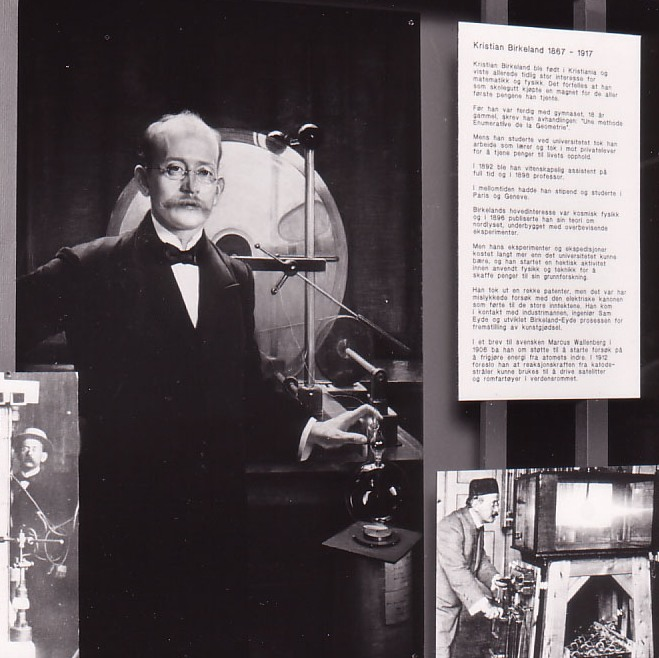 Kristian Birkeland 1867 - 1917
Kristian Birkeland ble født i Kristiania og
viste allerede tidlig stor interesse for
matematikk og fysikk. Det fortelles at han
som skolegutt kjøpte en magnet for de aller
første pengene han tjente.
Før han var ferdig med gymnaset, 18 år
gammel, skrev han avhandlingen: "Une methode
Enumerative de la Geometrie".
Mens han studerte ved universitetet tok han
arbeide som lærer og tok i mot privatelever
for å tjene penger til livets opphold.
I 1892 ble han vitenskapelig assistent på
full tid og i 1898 professor.
I mellomtiden hadde han stipend og studerte i
Paris og Geneve.
Birkelands hovedinteresse var kosmisk fysikk
og i 1896 publiserte han sin teori om
nordlyset, underbygget med overbevisende
eksperimenter.
Men hans eksperimenter og ekspedisjoner
kostet langt mer enn det universitetet kunne
bære, og han startet en hektisk aktivitet
innen anvendt fysikk og teknikk for å
skaffe penger til sin grunnforskning.
Han tok ut en rekke patenter, men det var har
mislykkede forsøk med den elektriske kanonen
som førte til de store inntektene. Han kom
i kontakt med industrimannen, ingeniør Sam
Eyde og utviklet Birkeland-Eyde prosessen for
fremstilling av kunstgjødsel.
I et brev til svensken Marcus Wallenberg i
1906 ba han om støtte til å starte forsøk på
å frigjøre energi fra atomets indre. I 1912
foreslo han at reaksjonskraften fra katode-
stråler kunne brukes til å drive satelitter
og romfartøyer i verdensrommet.